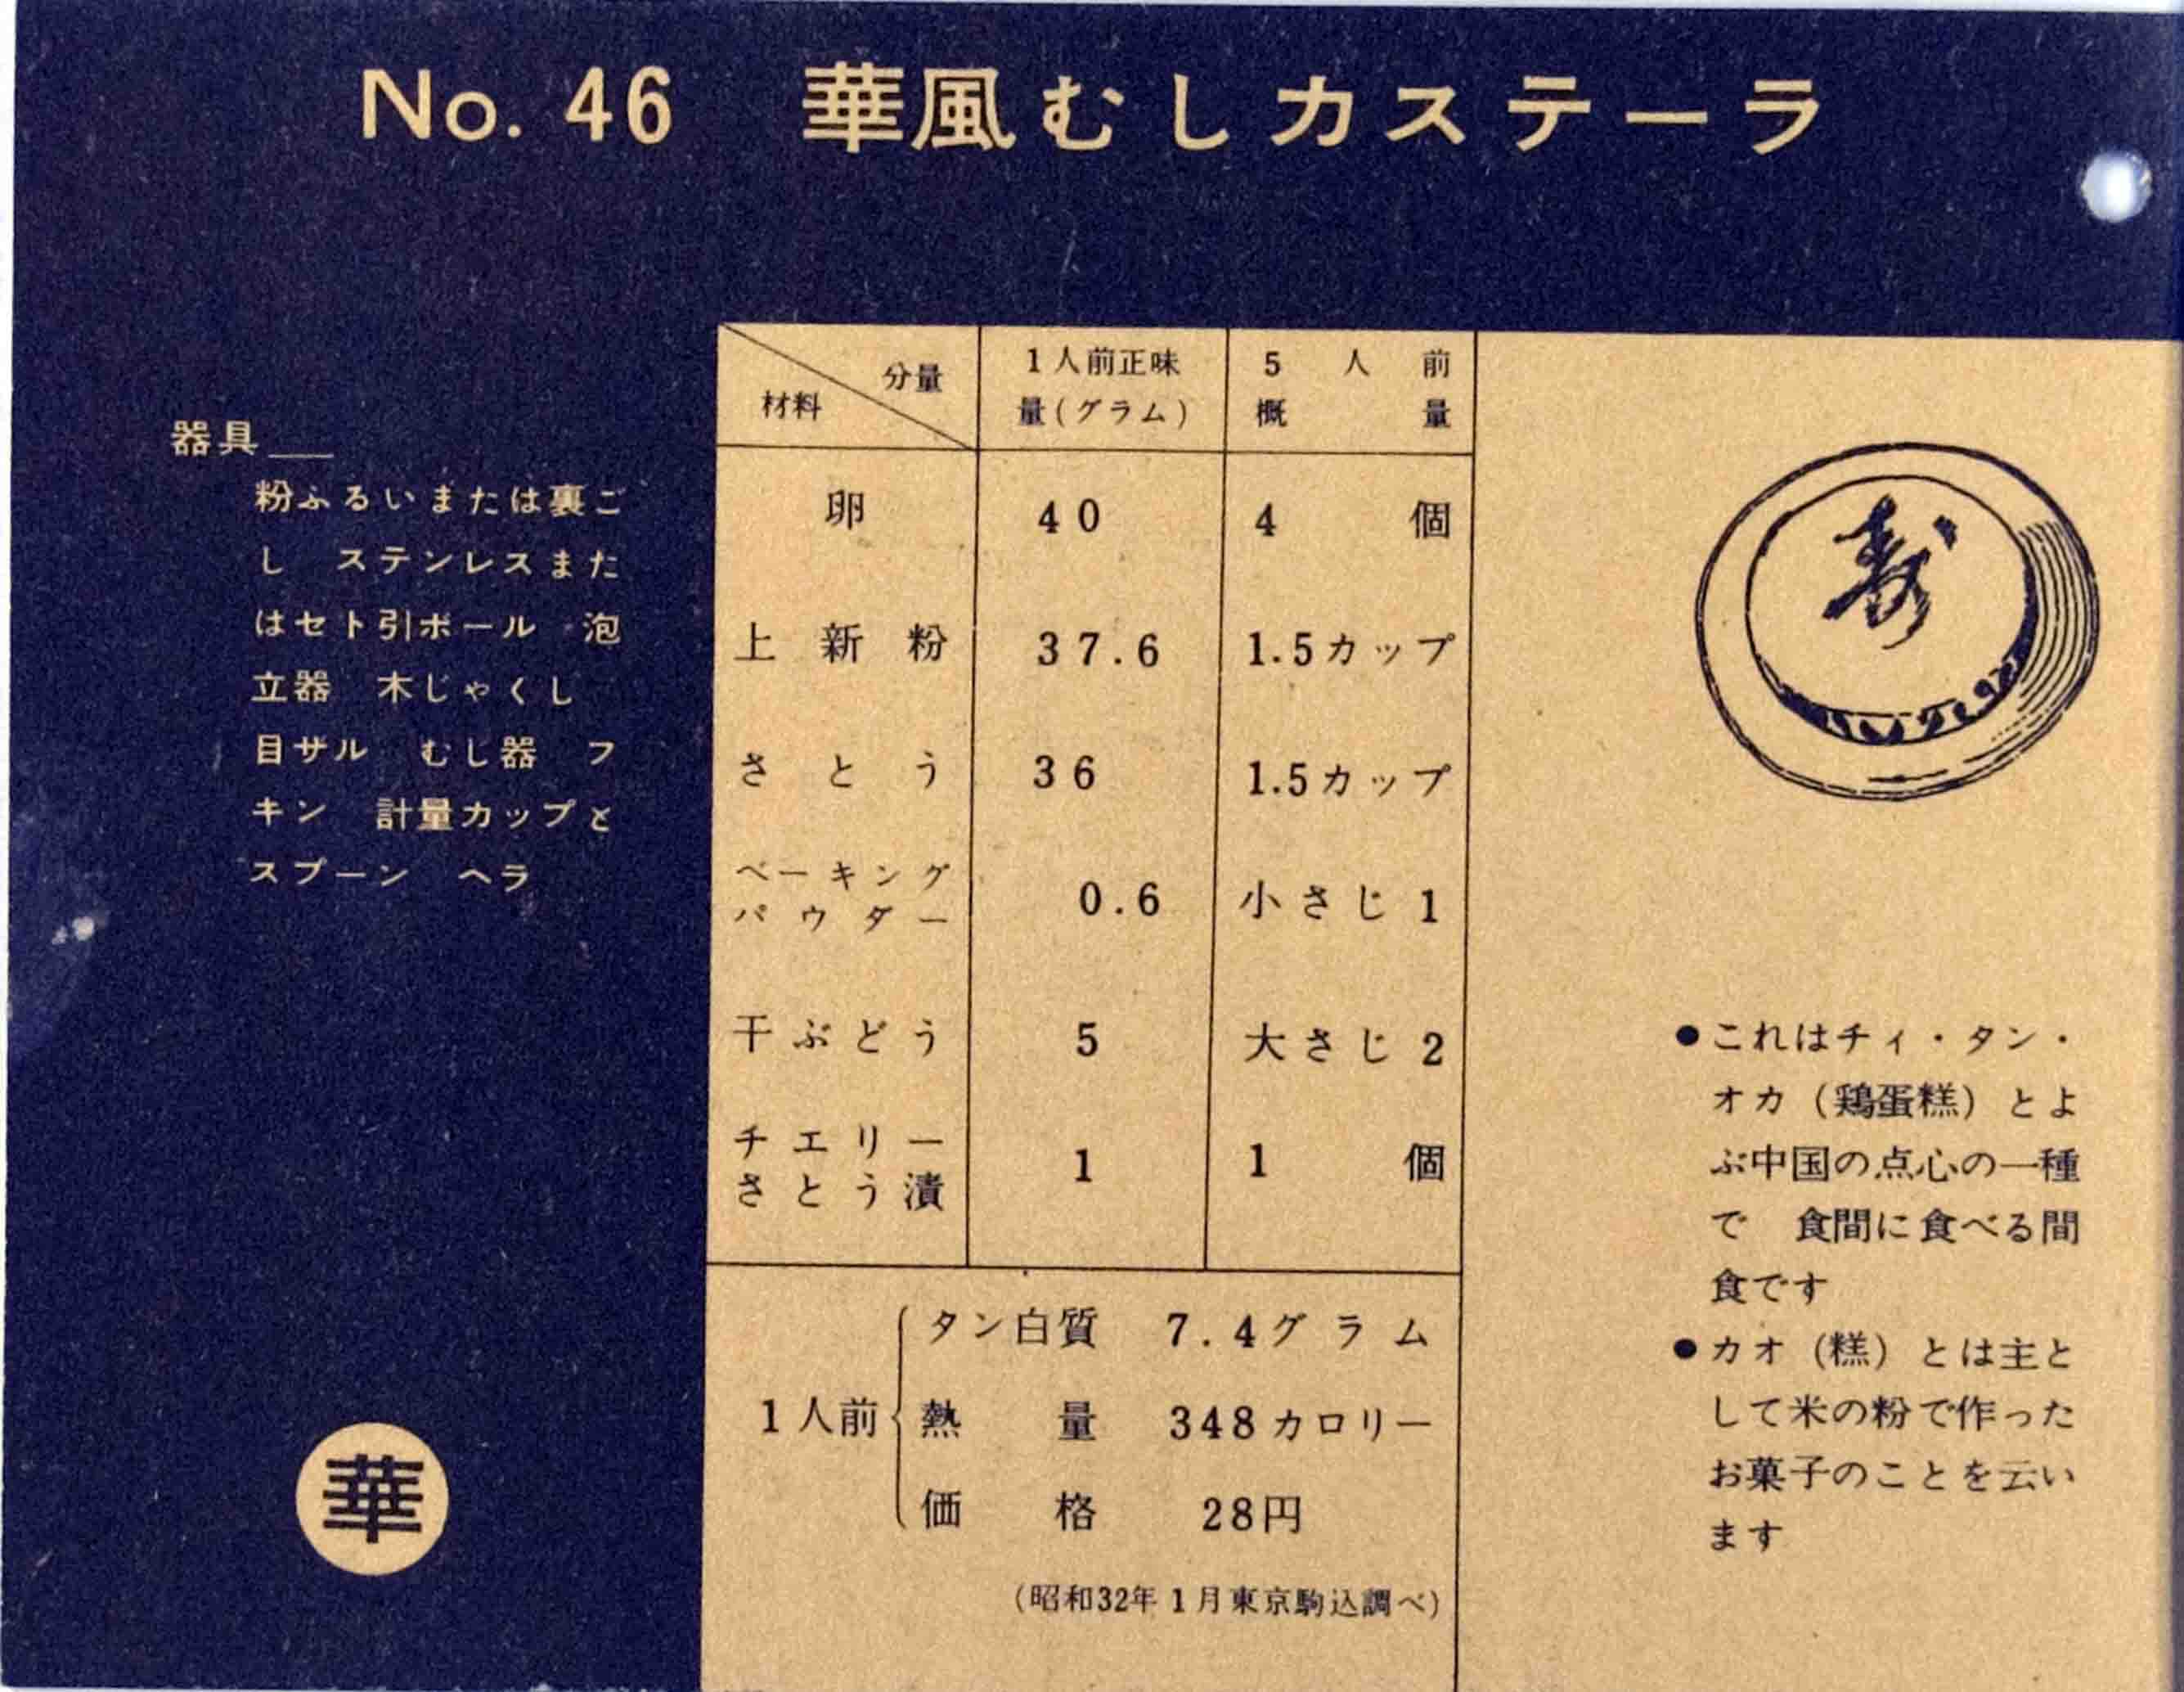 No. 46 華風むしカステーラ
器具
粉ふるいまたは裏ご
し ステンレスまた
はセト引ボール 泡
立器 木じゃくし
目ザル むし器 フ
キン 計量カップと
スプーン ヘラ
華
材料 分量 1人前正味量(グラム) 5人前概量
卵 40 4個
上新粉 37.6 1.5カップ
さとう 36 1.5カップ
ベーキングパウダー 0.6 小さじ1
干ぶどう 5 大さじ2
チエリーさとう漬 1 1個
1人前
タン白質 7.4グラム
熱量 348カロリー
価格 28円
(昭和32年1月東京駒込調べ)
寿
●これはチィ・タン・
オカ(鶏蛋糕)とよ
ぶ中国の点心の一種
で 食間に食べる間
食です
●カオ(糕)とは主と
して米の粉で作った
お菓子のことを云い
ます